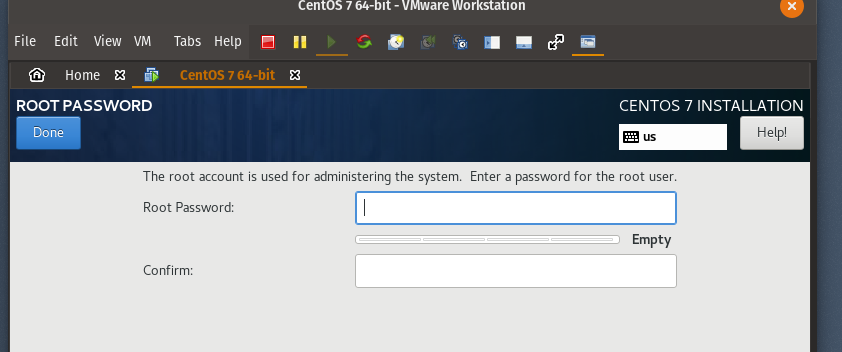 CentOS 7 64-bit - VMware Workstation
File Edit View VM Tabs Help
Home CentOS 7 64-bit
ROOT PASSWORD CENTOS 7 INSTALLATION
Done us Help!
The root account is used for administering the system. Enter a password for the root user.
Root Password:
Empty
Confirm: